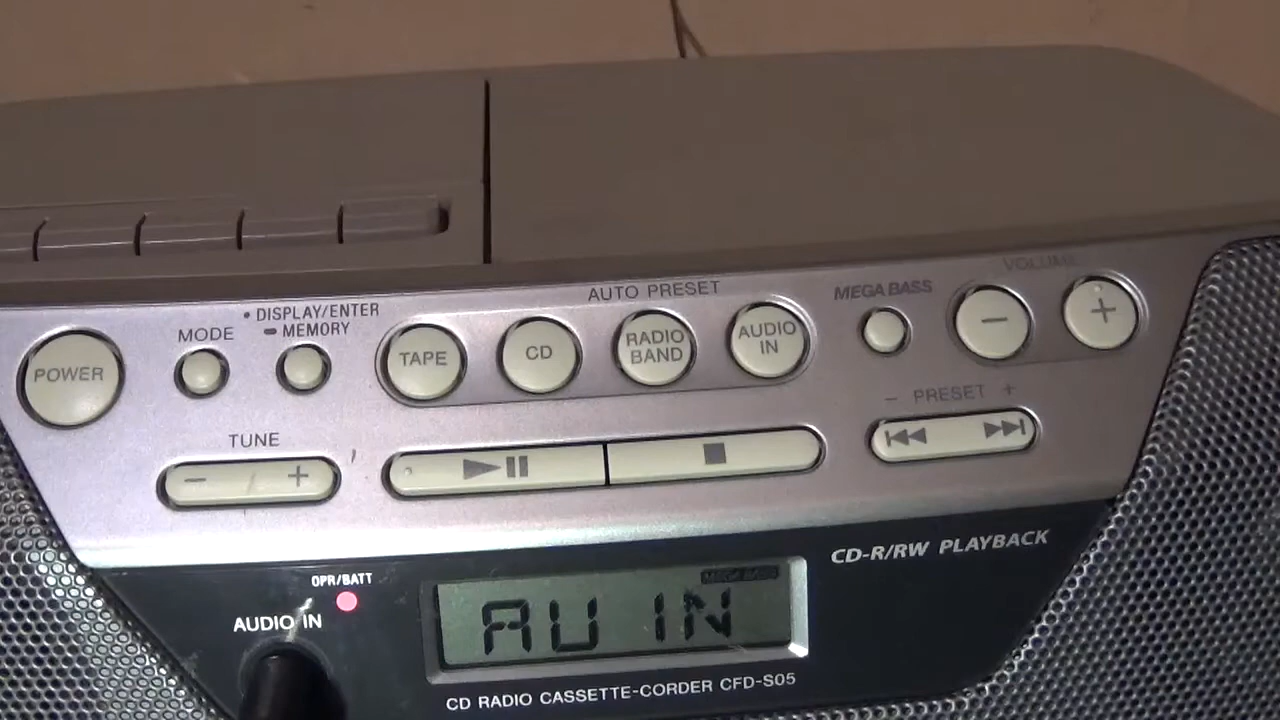 VOLUME
AUTO PRESET
MEGA BASS
• DISPLAY/ENTER
MODE
━ MEMORY
POWER
TAPE
CD
RADIO
BAND
AUDIO
IN
−
+
− PRESET +
TUNE
− +
CD-R/RW PLAYBACK
OPR/BATT
AUDIO IN
MEGA BASS
AU IN
CD RADIO CASSETTE-CORDER CFD-S05